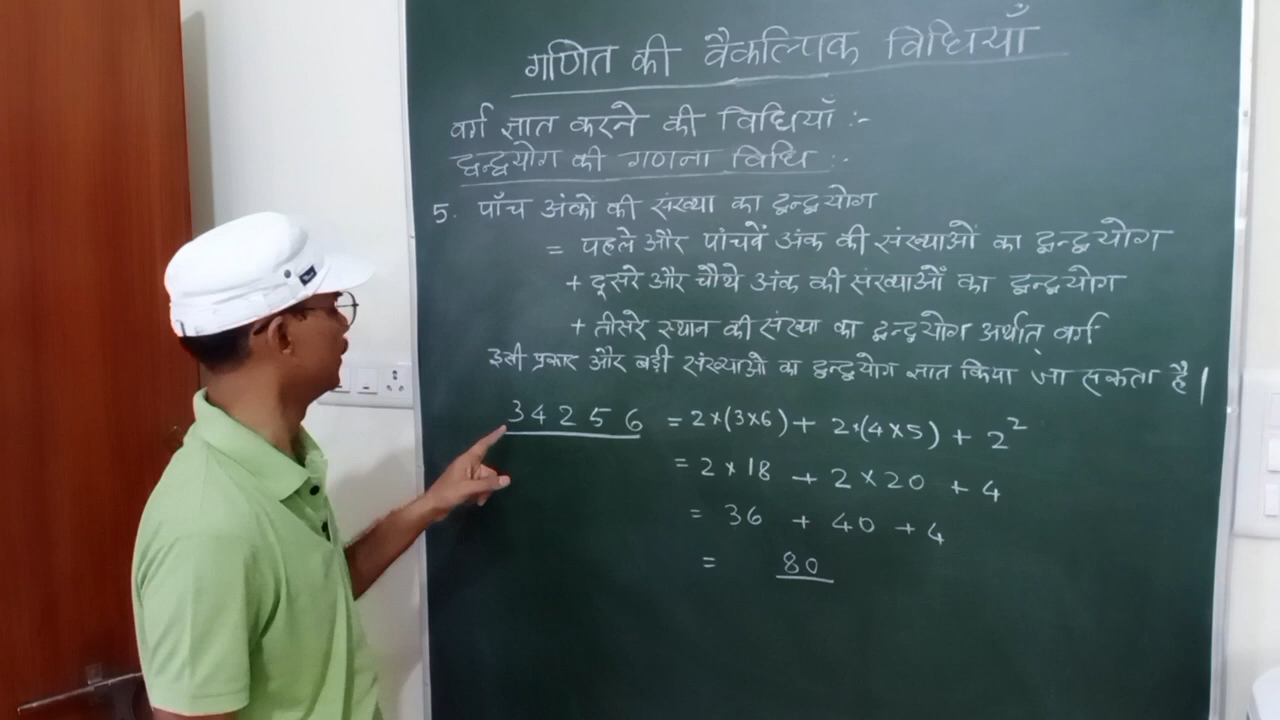 गणित की वैकल्पिक विधियाँ
वर्ग ज्ञात करने की विधियाँ :-
द्वन्द्वयोग की गणना विधि :-
5. पाँच अंको की संख्या का द्वन्द्वयोग
= पहले और पांचवें अंक की संख्याओं का द्वन्द्वयोग
+ दूसरे और चौथे अंक की संख्याओं का द्वन्द्वयोग
+ तीसरे स्थान की संख्या का द्वन्द्वयोग अर्थात् वर्ग
इसी प्रकार और बड़ी संख्याओ का द्वन्द्वयोग ज्ञात किया जा सकता है।
3 4 2 5 6 = 2×(3×6) + 2×(4×5) + 2²
= 2 × 18 + 2 × 20 + 4
= 36 + 40 + 4
= 80